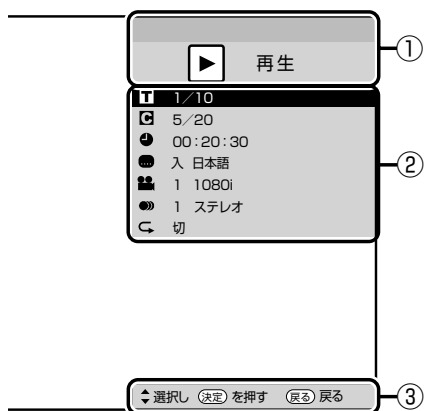 再生
①
T 1/10
C 5/20
00:20:30
入 日本語
1 1080i
1 ステレオ
切
②
選択し 決定 を押す 戻る 戻る
③